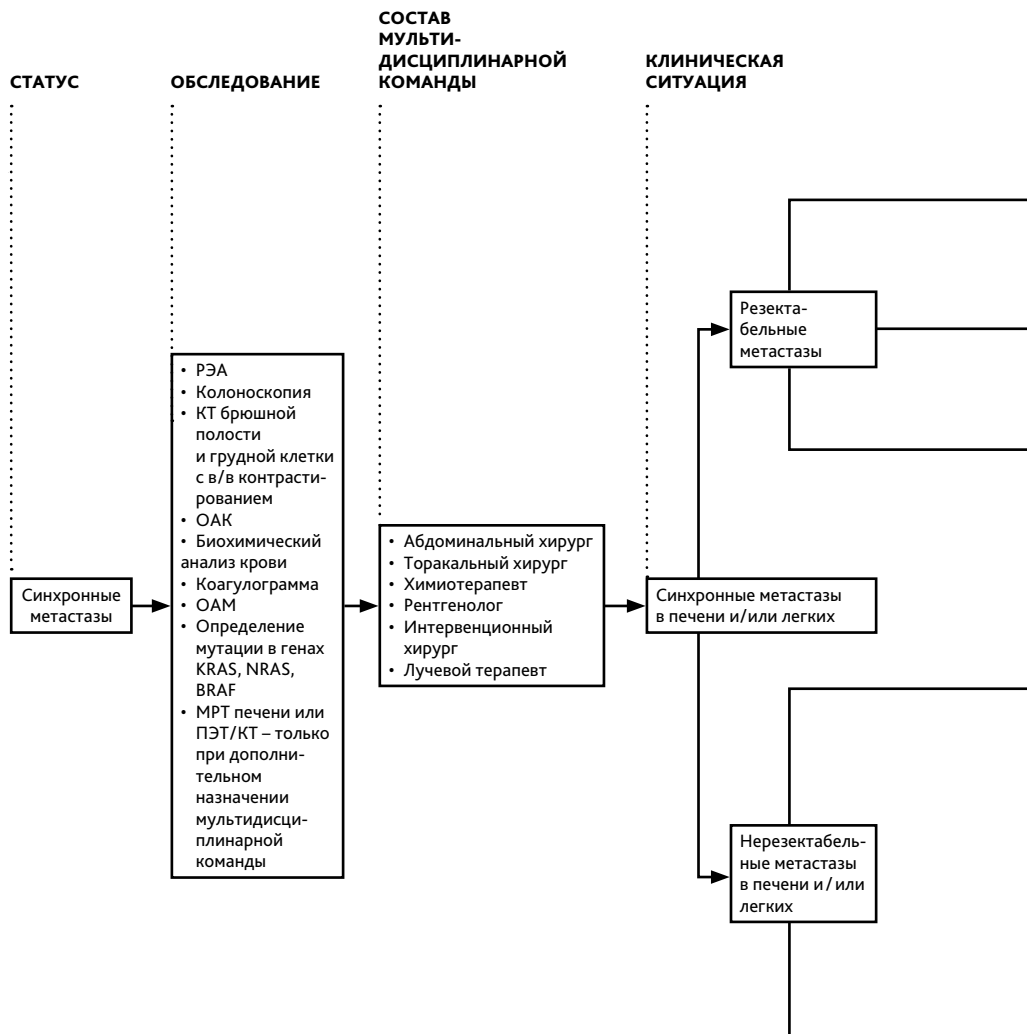 СТАТУС
ОБСЛЕДОВАНИЕ
СОСТАВ
МУЛЬТИ-
ДИСЦИПЛИНАРНОЙ
КОМАНДЫ
КЛИНИЧЕСКАЯ
СИТУАЦИЯ
Синхронные
метастазы
• РЭА
• Колоноскопия
• КТ брюшной
полости
и грудной клетки
с в/в контрасти-
рованием
• ОАК
• Биохимический
анализ крови
• Коагулограмма
• ОАМ
• Определение
мутации в генах
KRAS, NRAS,
BRAF
• МРТ печени или
ПЭТ/КТ – только
при дополни-
тельном
назначении
мультидисци-
плинарной
команды
• Абдоминальный хирург
• Торакальный хирург
• Химиотерапевт
• Рентгенолог
• Интервенционный
хирург
• Лучевой терапевт
Синхронные метастазы
в печени и/или легких
Резекта-
бельные
метастазы
Нерезектабель-
ные метастазы
в печени и / или
легких